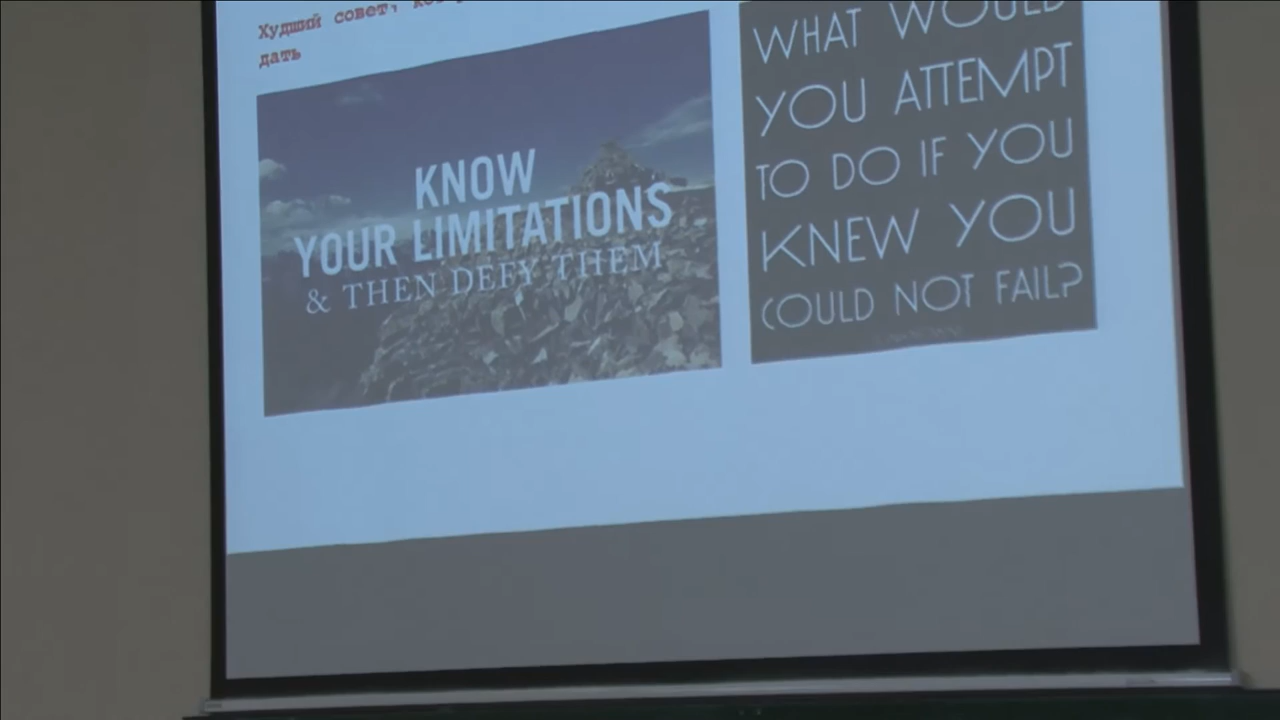 Худший совет,
дать
KNOW
YOUR LIMITATIONS
& THEN DEFY THEM
WHAT WOULD
YOU ATTEMPT
TO DO IF YOU
KNEW YOU
COULD NOT FAIL?